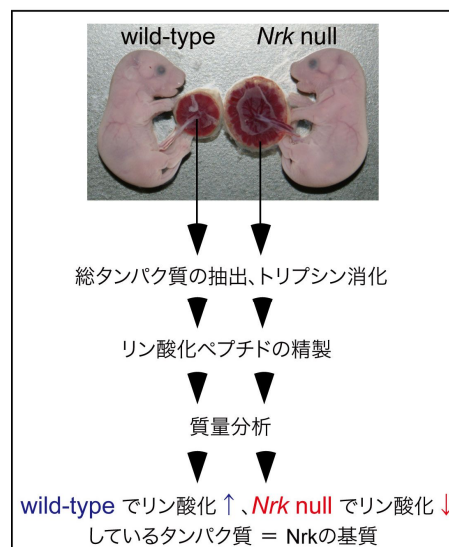 wild-type Nrk null
総タンパク質の抽出、トリプシン消化
リン酸化ペプチドの精製
質量分析
wild-type でリン酸化↑、Nrk null でリン酸化↓
しているタンパク質 = Nrkの基質